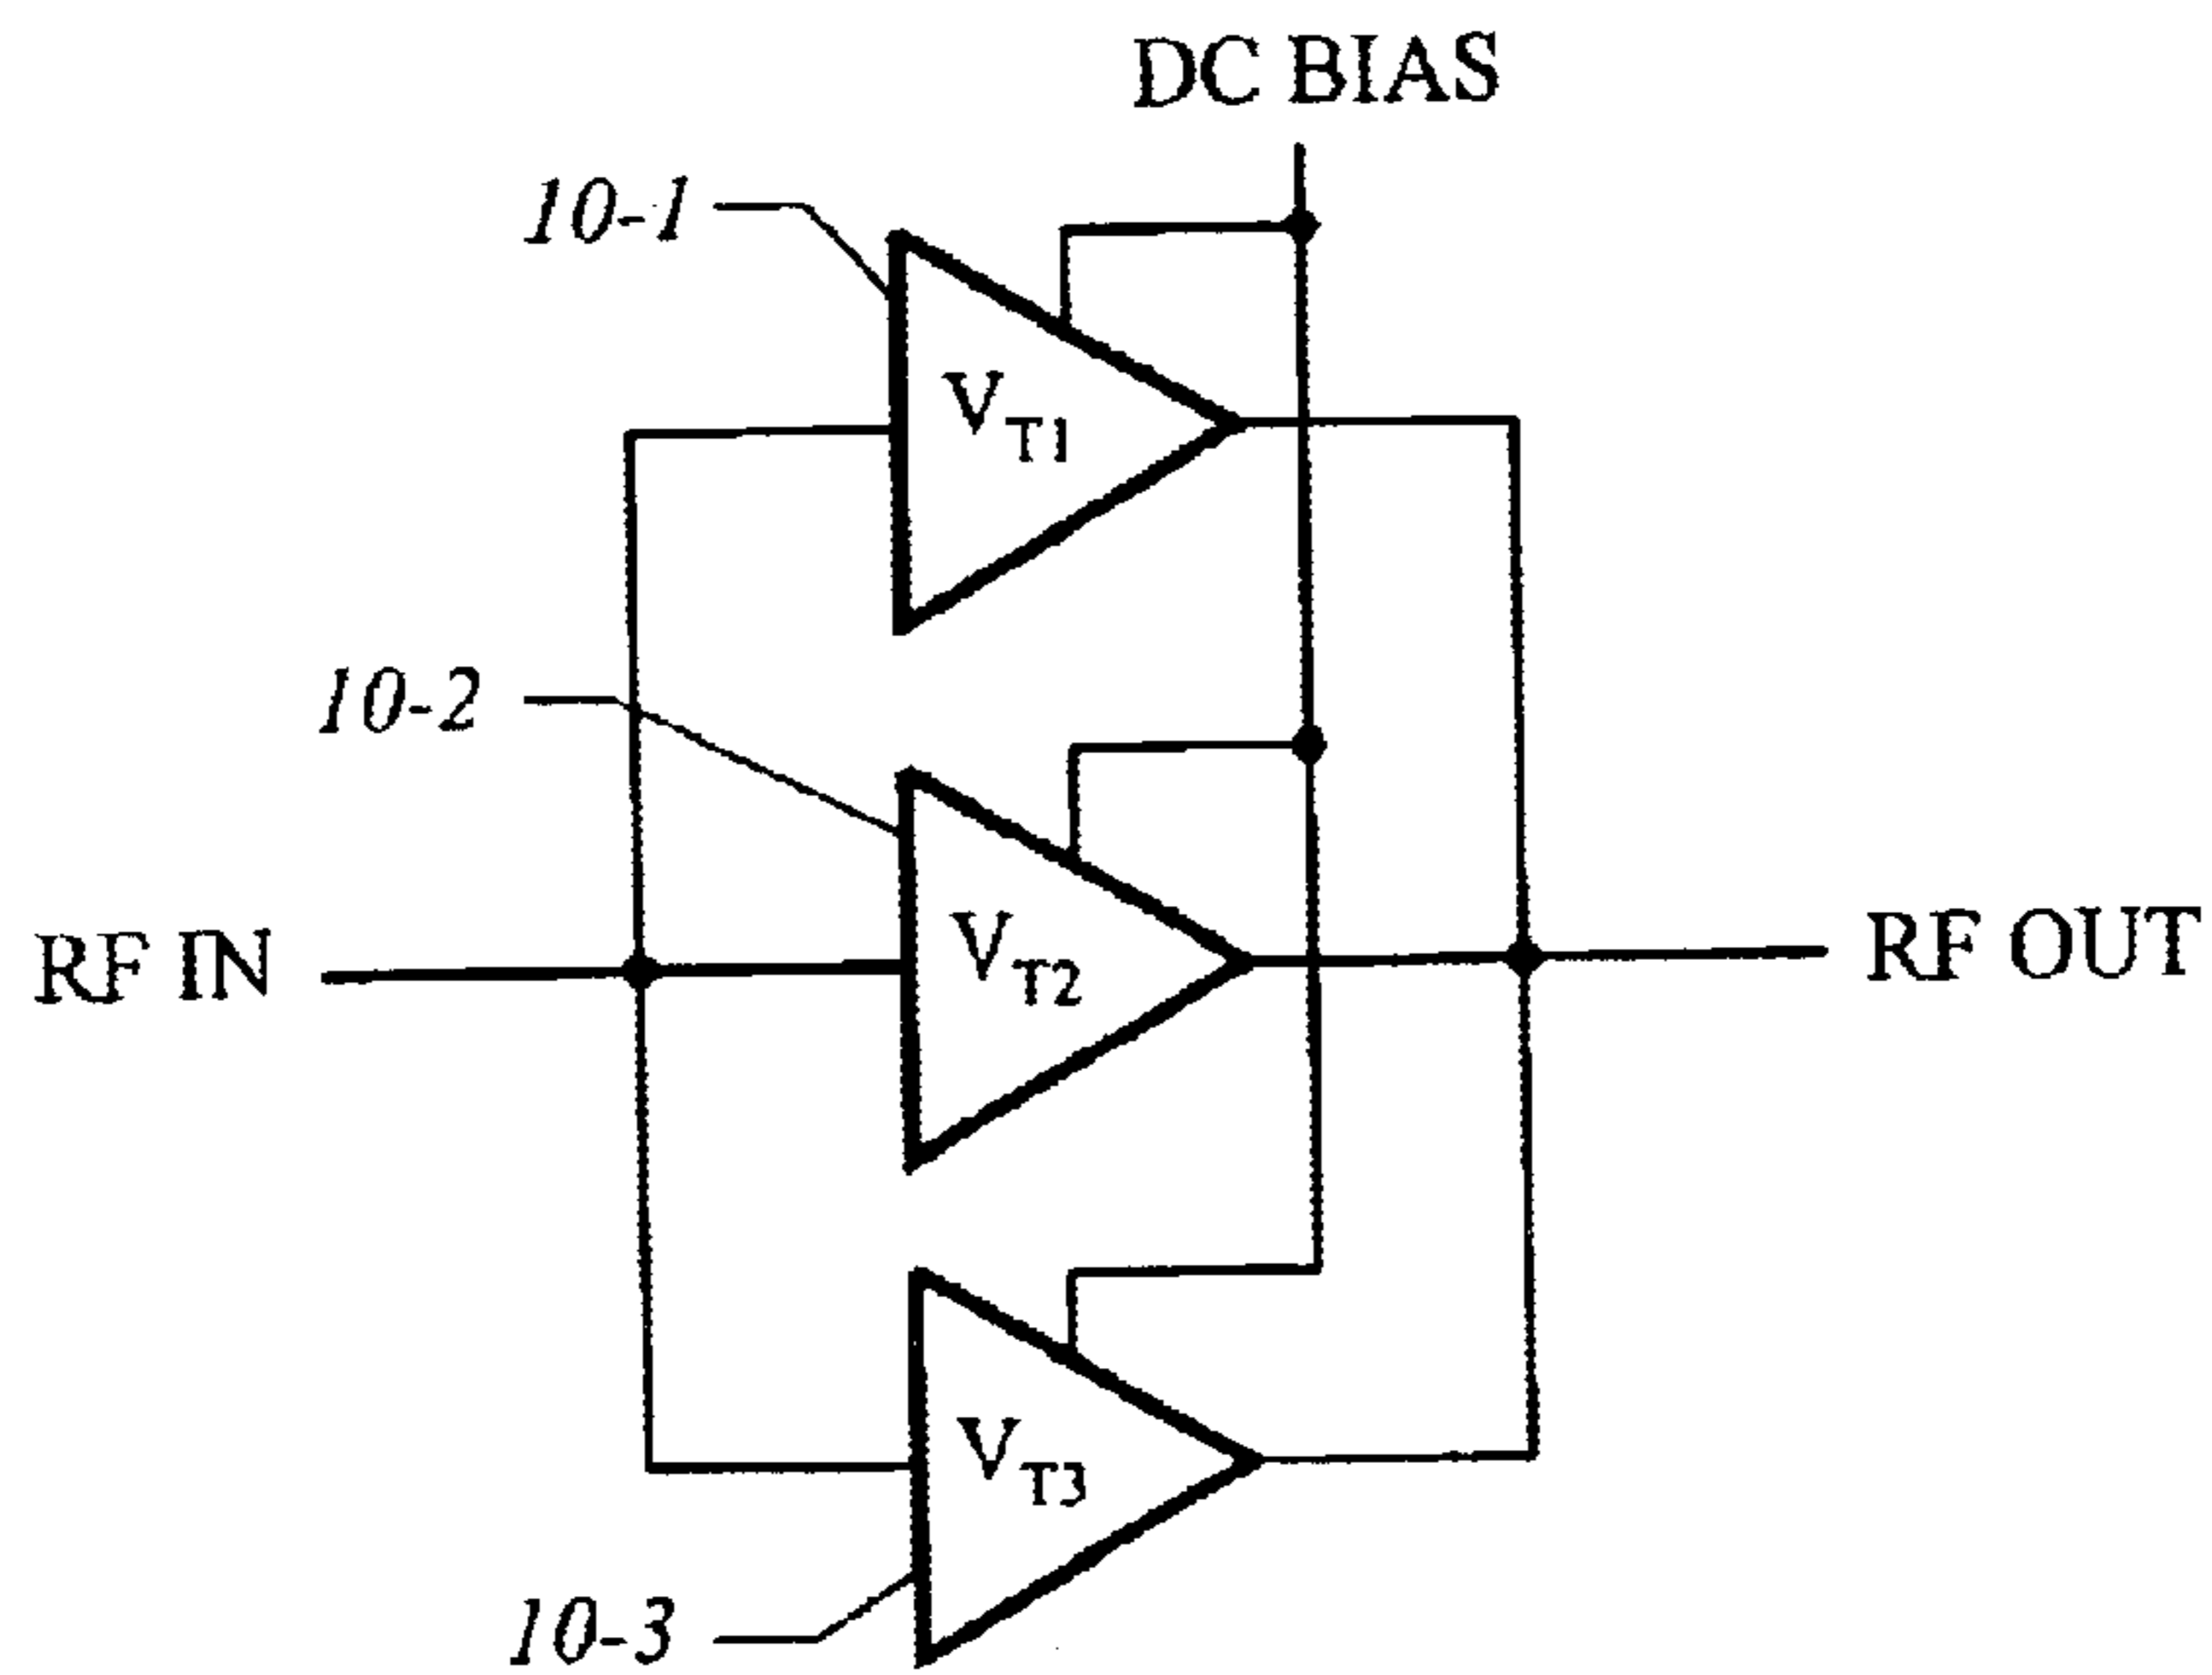 DC BIAS
10-1
VT1
10-2
RF IN
VT2
RF OUT
VT3
10-3